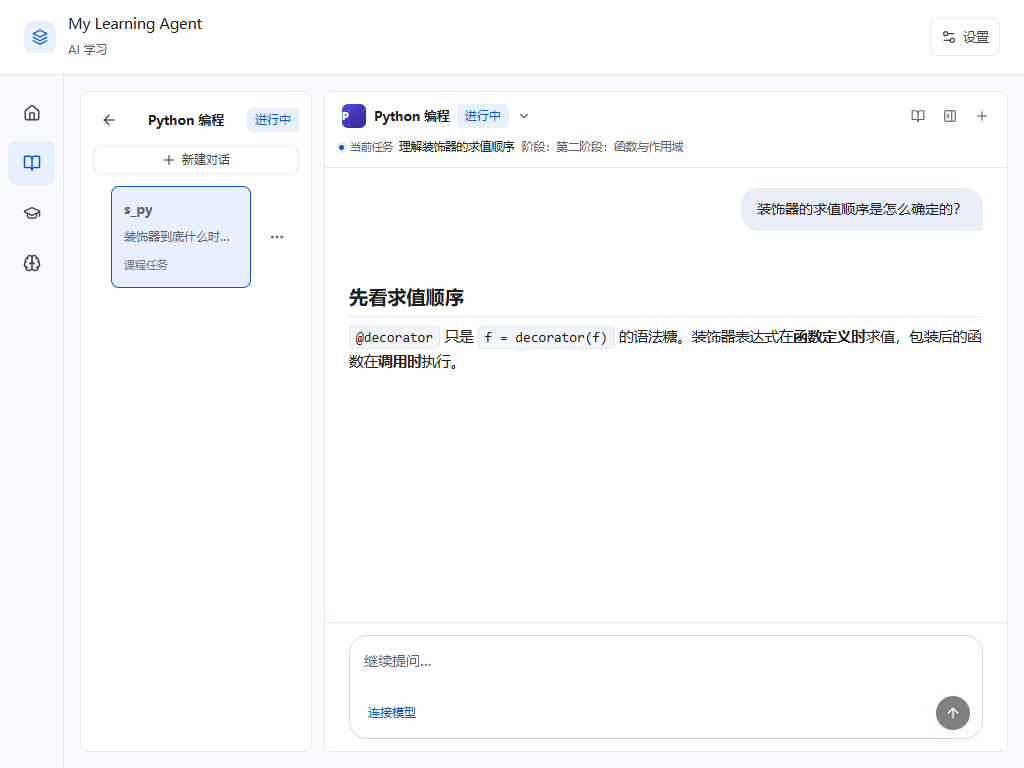 My Learning Agent
AI 学习
设置
Python 编程
进行中
新建对话
s_py
装饰器到底什么时...
课程任务
P
Python 编程
进行中
当前任务 理解装饰器的求值顺序 阶段：第二阶段：函数与作用域
装饰器的求值顺序是怎么确定的？
先看求值顺序
@decorator 只是 f = decorator(f) 的语法糖。装饰器表达式在函数定义时求值，包装后的函
数在调用时执行。
继续提问...
连接模型